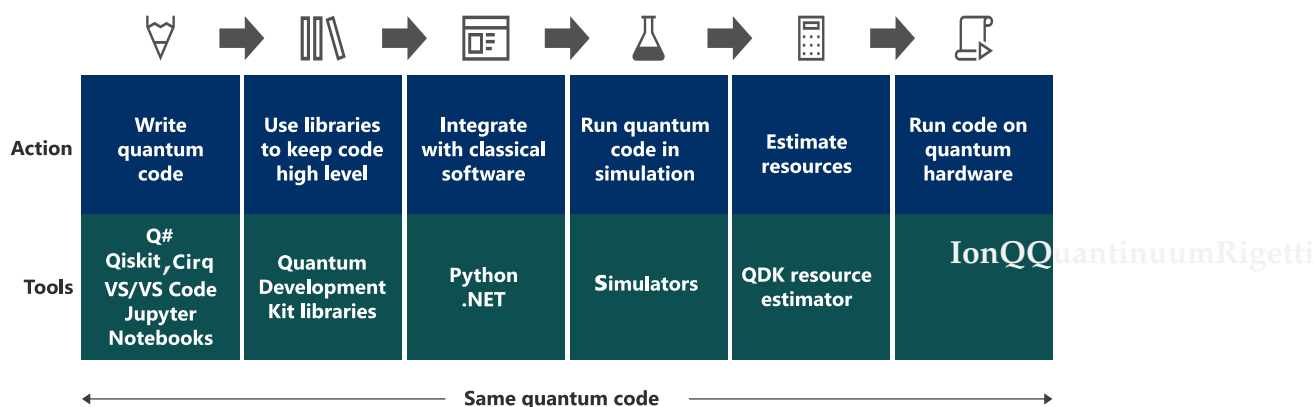 Action
Write
quantum
code
Use libraries
to keep code
high level
Integrate
with classical
software
Run quantum
code in
simulation
Estimate
resources
Run code on
quantum
hardware
Tools
Q#
Qiskit,Cirq
VS/VS Code
Jupyter
Notebooks
Quantum
Development
Kit libraries
Python
.NET
Simulators
QDK resource
estimator
IonQQuantinuumRigetti
Same quantum code